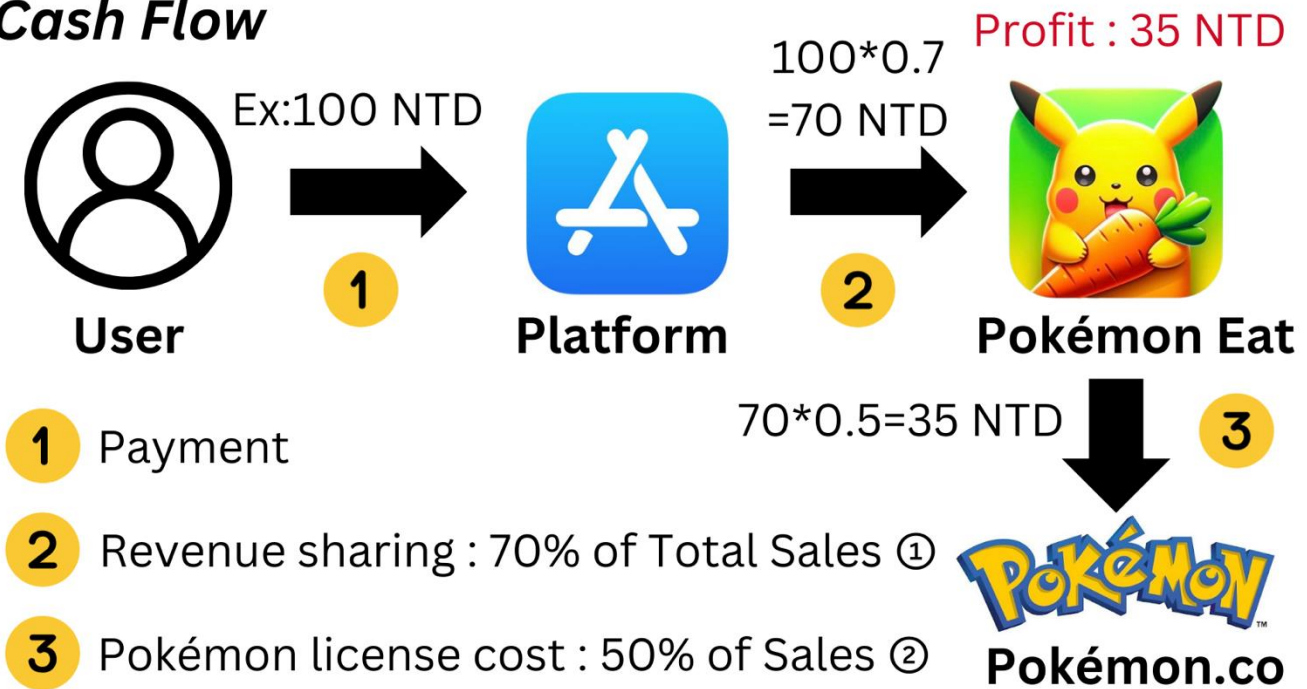 Cash Flow
Profit : 35 NTD
Ex:100 NTD
100*0.7
=70 NTD
1
2
User
Platform
Pokémon Eat
70*0.5=35 NTD
3
1 Payment
2 Revenue sharing : 70% of Total Sales ①
3 Pokémon license cost : 50% of Sales ②
POKéMON
TM
Pokémon.co